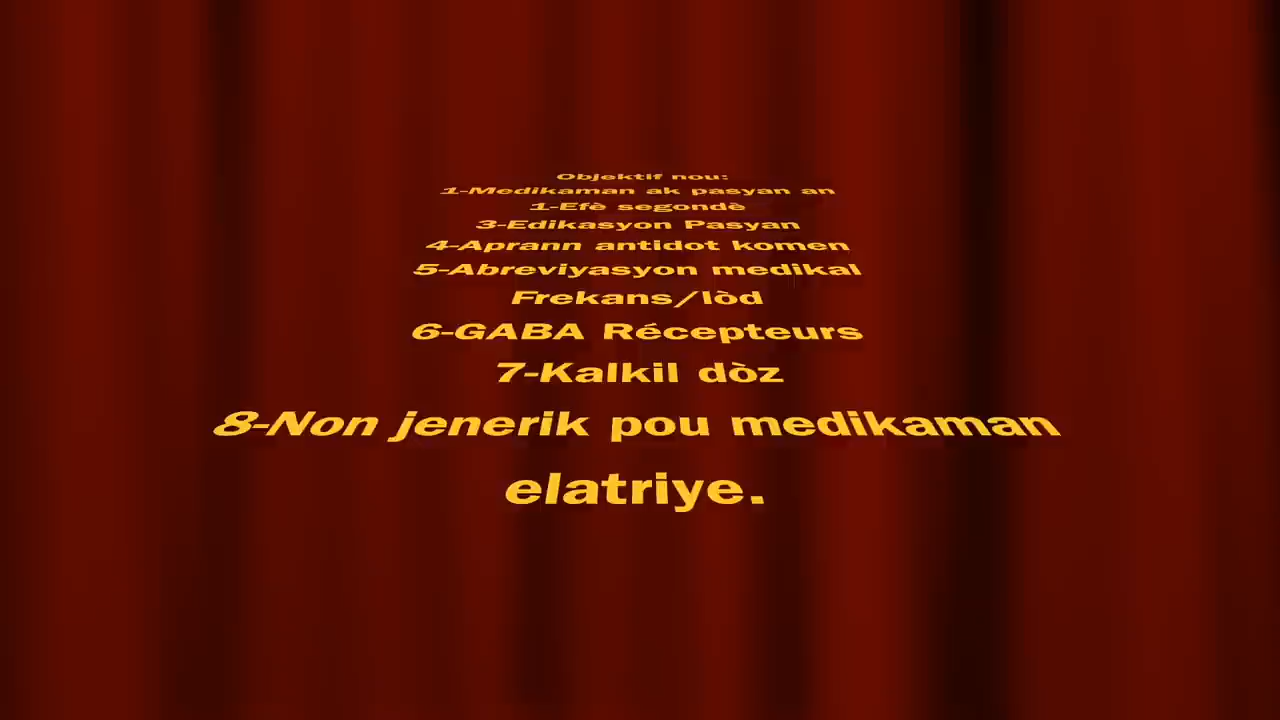 Objektif nou:
1-Medikaman ak pasyan an
1-Efè segondè
3-Edikasyon Pasyan
4-Aprann antidot komen
5-Abreviyasyon medikal
Frekans/lòd
6-GABA Récepteurs
7-Kalkil dòz
8-Non jenerik pou medikaman
elatriye.